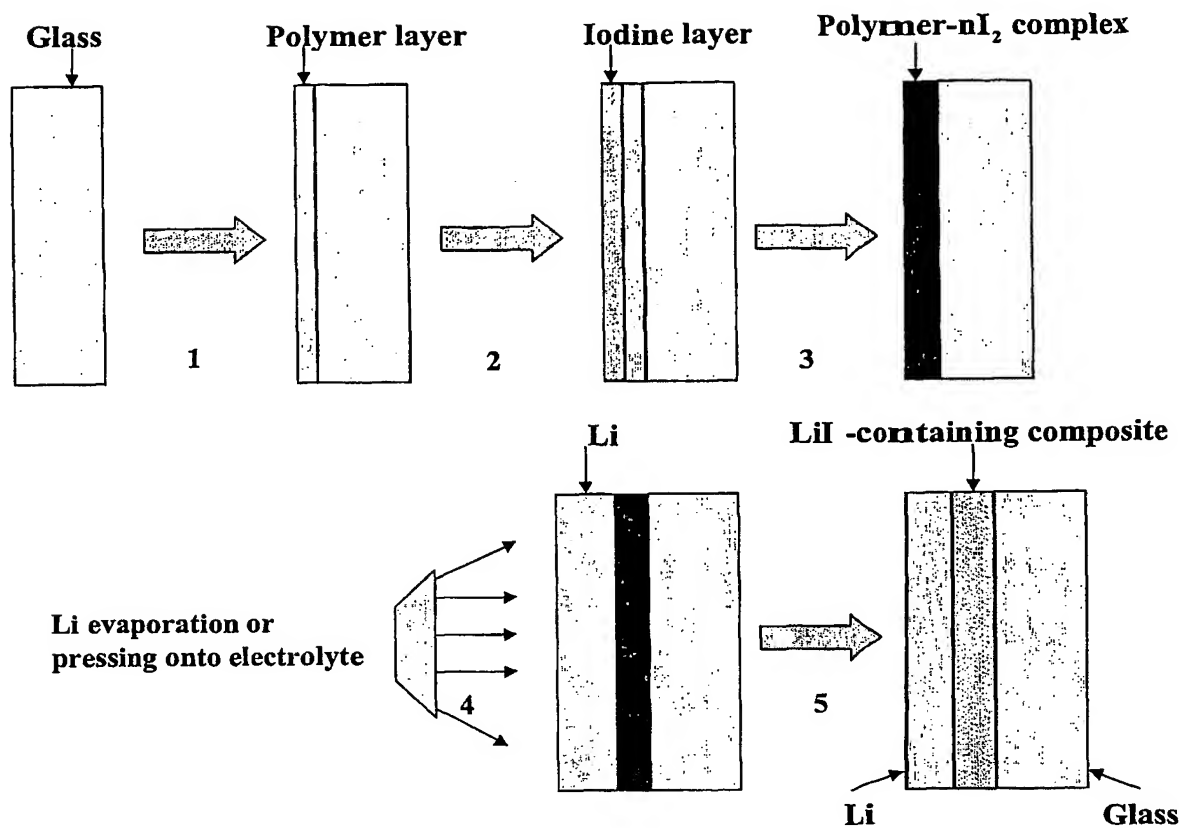 Glass
Polymer layer
Iodine layer
Polymer-nI₂ complex
1
2
3
Li
LiI -containing composite
Li evaporation or
pressing onto electrolyte
4
5
Li
Glass